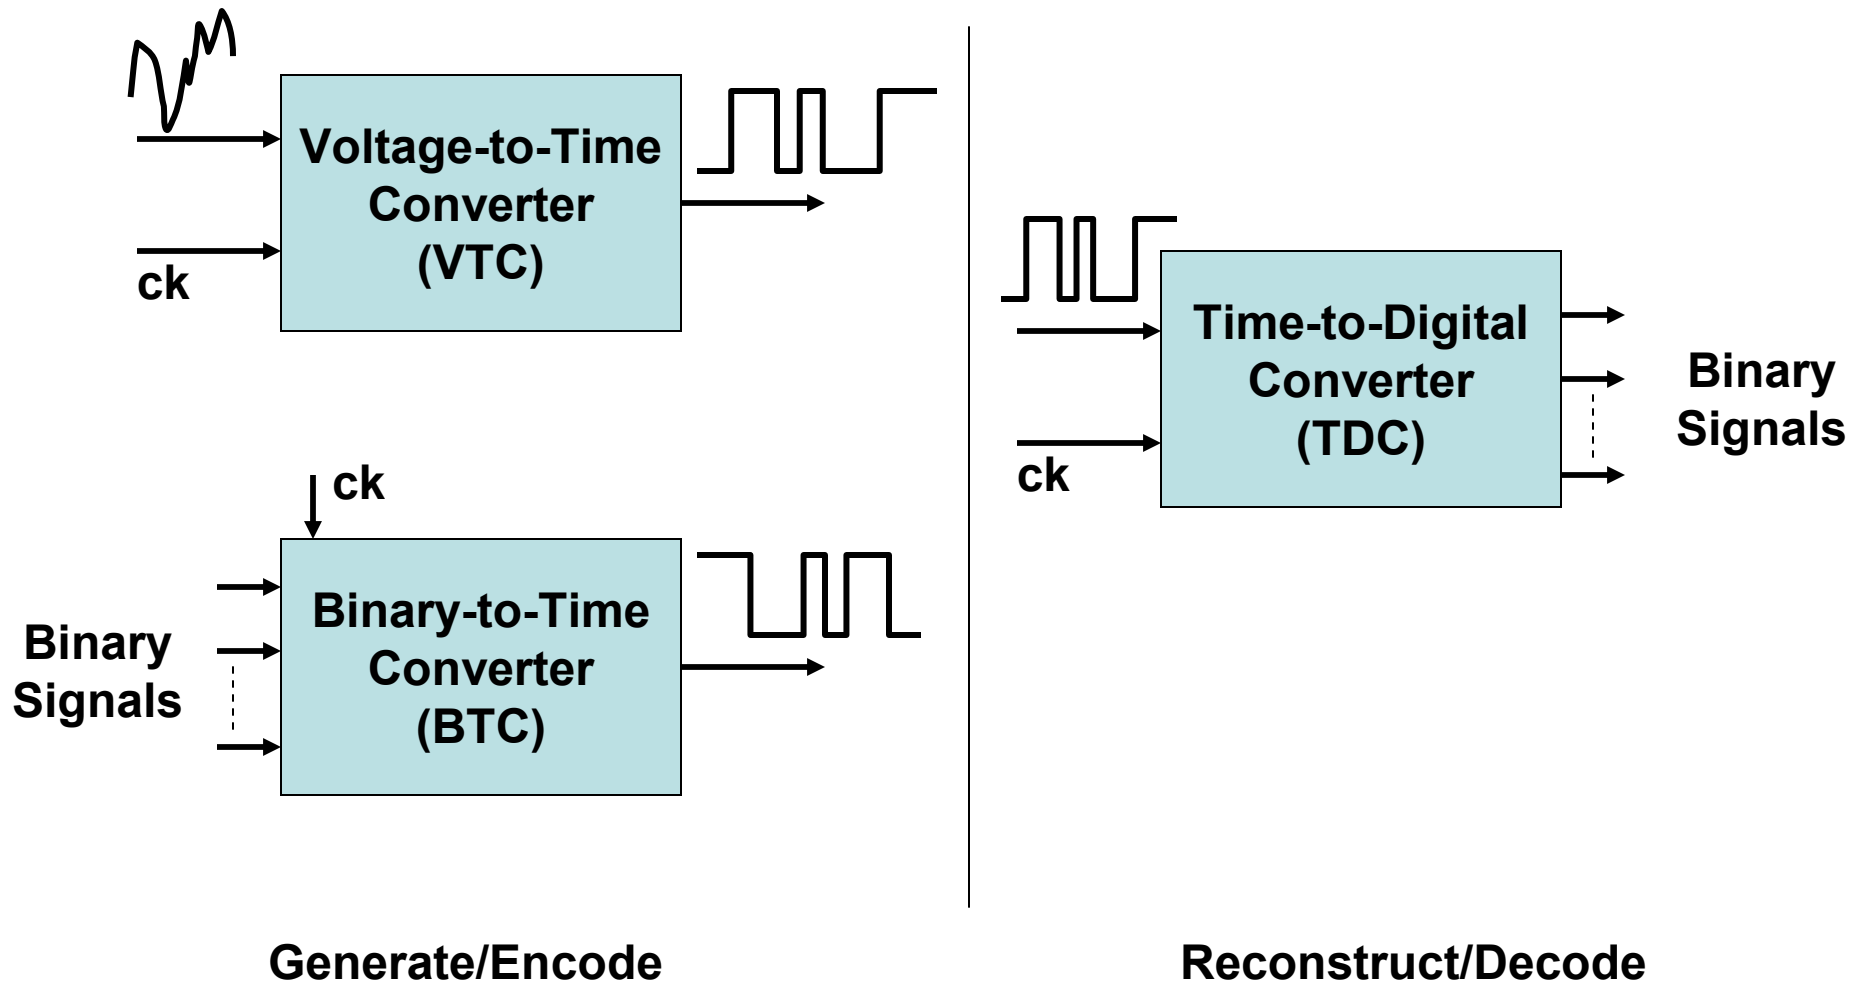 Voltage-to-Time
Converter
(VTC)
ck
ck
Binary-to-Time
Converter
(BTC)
Binary
Signals
Generate/Encode
Time-to-Digital
Converter
(TDC)
ck
Binary
Signals
Reconstruct/Decode